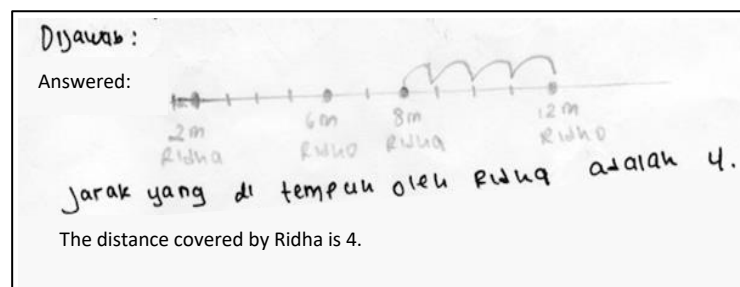 Dijawab :
Answered:
2m 6m 8m 12m
Ridha Ridho Ridha Ridho
Jarak yang di tempuh oleh Ridha adalah 4.
The distance covered by Ridha is 4.